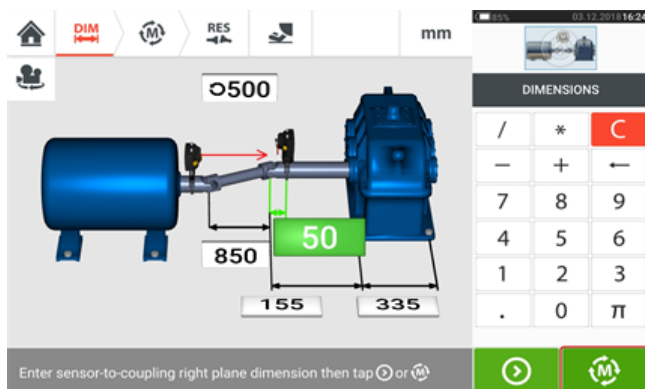 DIM
M
RES
mm
85%
03.12.2018 16:24
500
DIMENSIONS
/ * C
− + ←
7 8 9
4 5 6
1 2 3
. 0 π
50
850
155
335
Enter sensor-to-coupling right plane dimension then tap or M
M